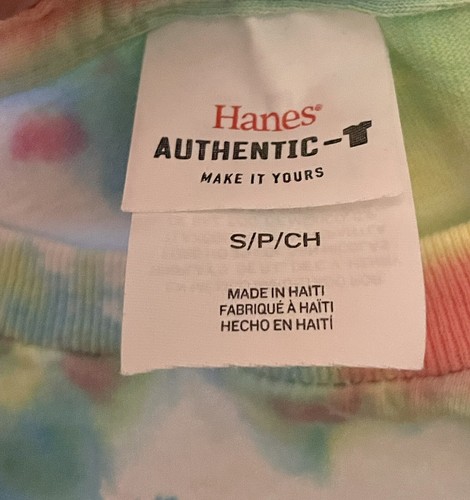 Hanes®
AUTHENTIC-T
MAKE IT YOURS
S/P/CH
MADE IN HAITI
FABRIQUÉ À HAÏTI
HECHO EN HAITÍ